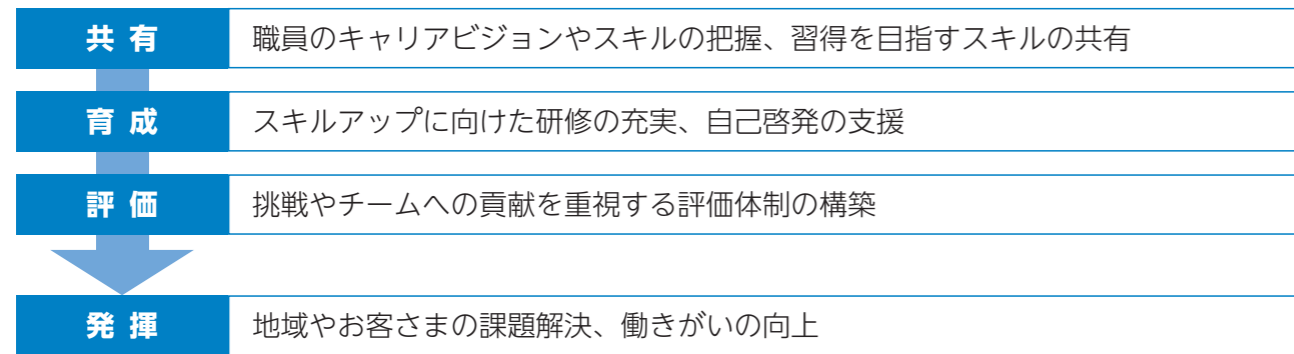 共有
職員のキャリアビジョンやスキルの把握、習得を目指すスキルの共有
育成
スキルアップに向けた研修の充実、自己啓発の支援
評価
挑戦やチームへの貢献を重視する評価体制の構築
発揮
地域やお客さまの課題解決、働きがいの向上